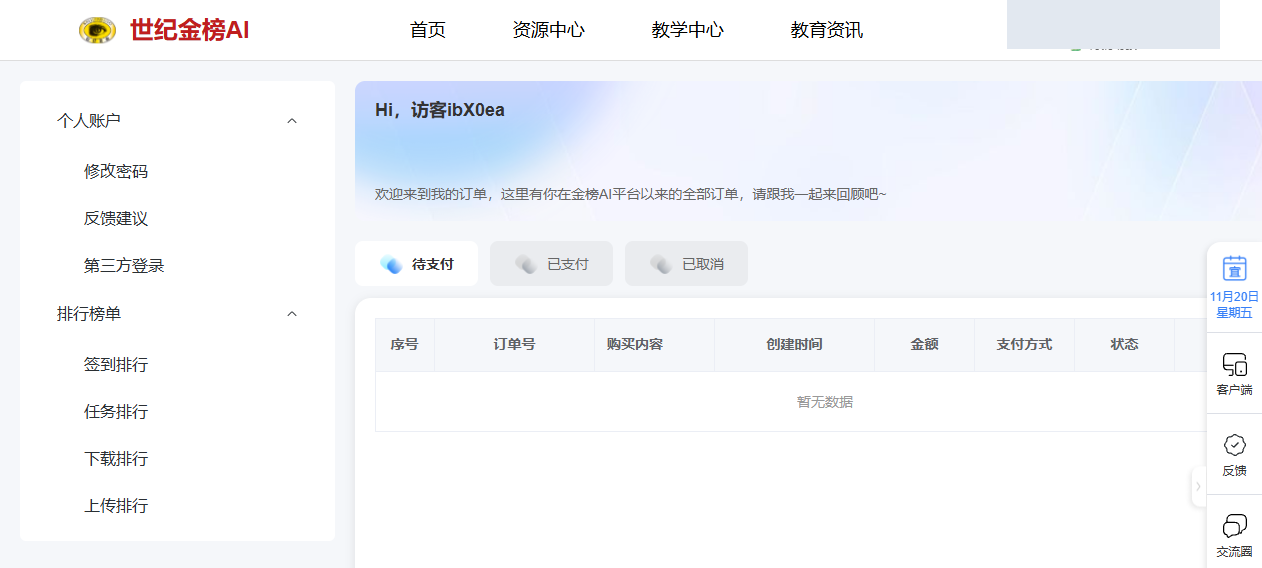 世纪金榜AI
首页 资源中心 教学中心 教育资讯
个人账户
修改密码
反馈建议
第三方登录
排行榜单
签到排行
任务排行
下载排行
上传排行
Hi，访客ibX0ea
欢迎来到我的订单，这里有你在金榜AI平台以来的全部订单，请跟我一起来回顾吧~
待支付 已支付 已取消
序号 订单号 购买内容 创建时间 金额 支付方式 状态
暂无数据
宜
11月20日
星期五
客户端
反馈
交流圈